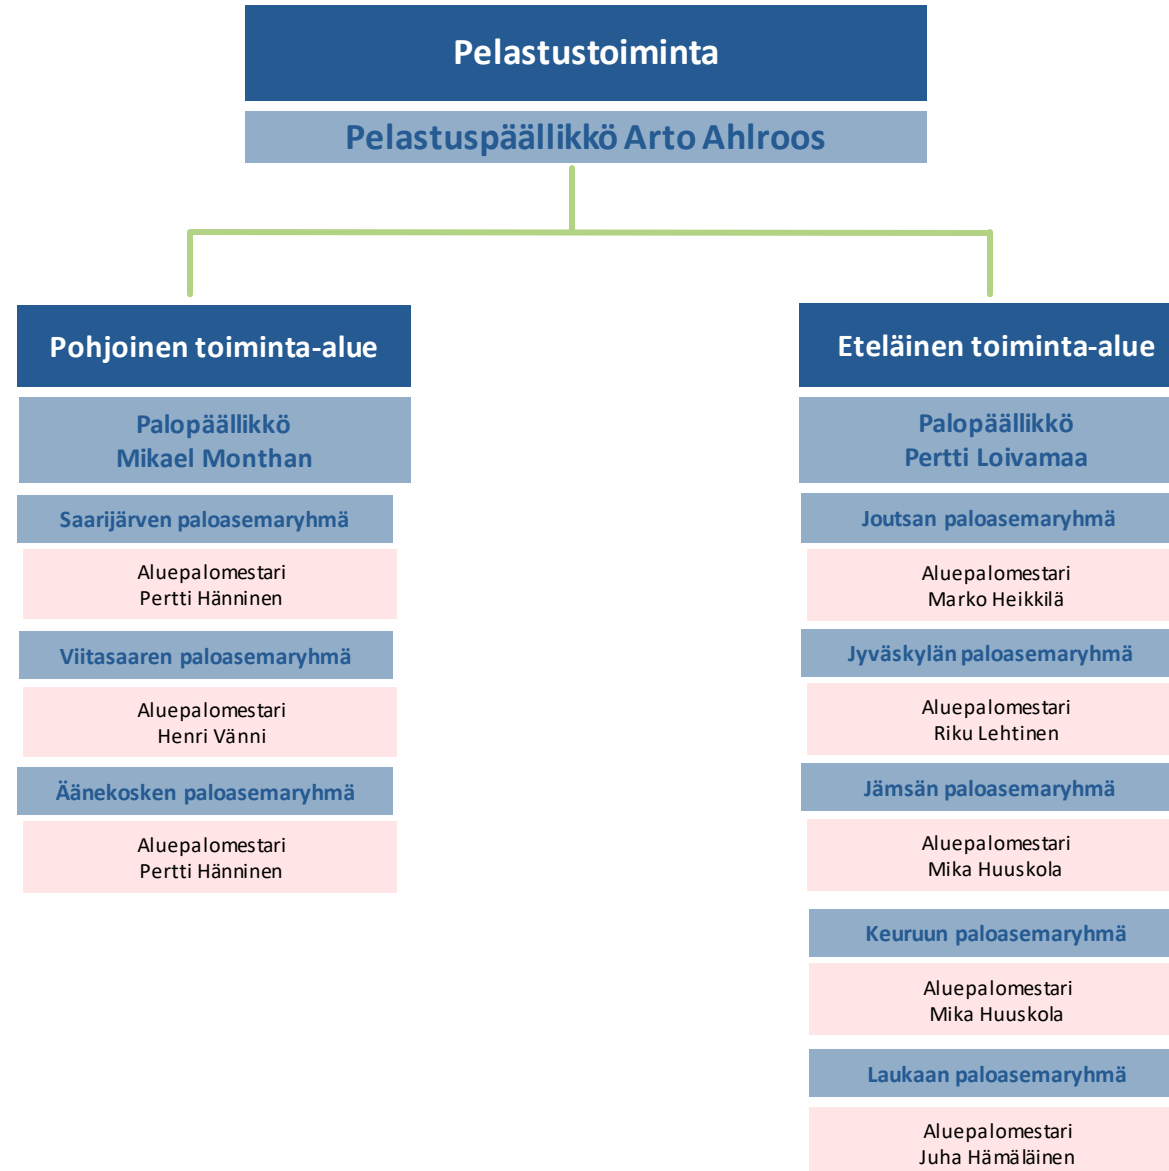 Pelastustoiminta
Pelastuspäällikkö Arto Ahlroos
Pohjoinen toiminta-alue
Palopäällikkö
Mikael Monthan
Saarijärven paloasemaryhmä
Aluepalomestari
Pertti Hänninen
Viitasaaren paloasemaryhmä
Aluepalomestari
Henri Vänni
Äänekosken paloasemaryhmä
Aluepalomestari
Pertti Hänninen
Eteläinen toiminta-alue
Palopäällikkö
Pertti Loivamaa
Joutsan paloasemaryhmä
Aluepalomestari
Marko Heikkilä
Jyväskylän paloasemaryhmä
Aluepalomestari
Riku Lehtinen
Jämsän paloasemaryhmä
Aluepalomestari
Mika Huuskola
Keuruun paloasemaryhmä
Aluepalomestari
Mika Huuskola
Laukaan paloasemaryhmä
Aluepalomestari
Juha Hämäläinen